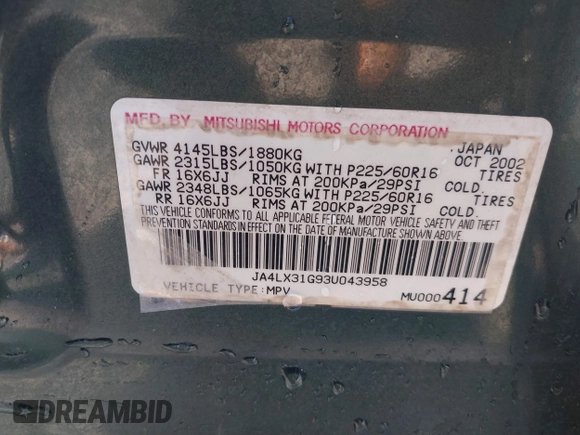 MFD. BY MITSUBISHI MOTORS CORPORATION
JAPAN
GVWR 4145LBS/1880KG OCT 2002
GAWR 2315LBS/1050KG WITH P225/60R16 TIRES
FR 16X6JJ RIMS AT 200KPa/29PSI COLD.
GAWR 2348LBS/1065KG WITH P225/60R16 TIRES
RR 16X6JJ RIMS AT 200KPa/29PSI COLD.
THIS VEHICLE CONFORMS TO ALL APPLICABLE FEDERAL MOTOR VEHICLE SAFETY AND THEFT
PREVENTION STANDARDS IN EFFECT ON THE DATE OF MANUFACTURE SHOWN ABOVE.
JA4LX31G93U043958
VEHICLE TYPE:MPV MU000414
DREAMBID